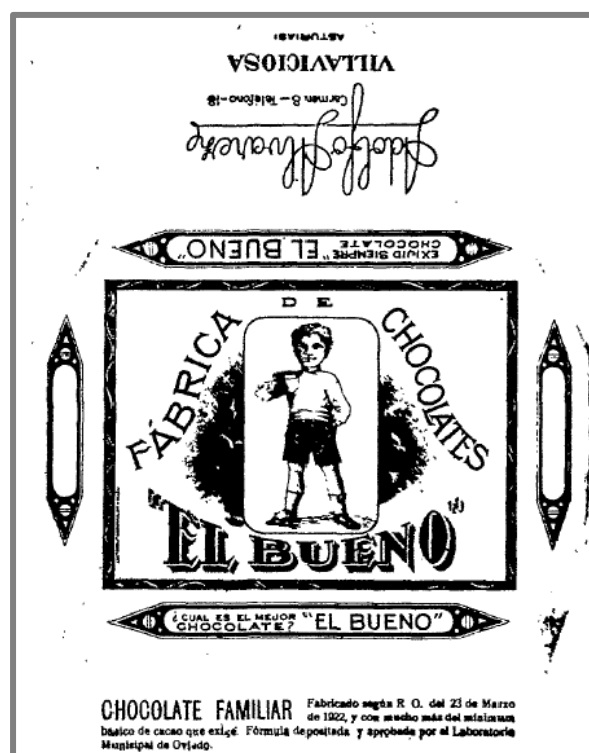 ASTURIAS)
VILLAVICIOSA
Carmen, 8 — Teléfono-18
Adolfo Alvarez
EXIJID SIEMPRE "EL BUENO"
CHOCOLATE
DE
FÁBRICA
CHOCOLATES
"EL BUENO"
¿CUAL ES EL MEJOR "EL BUENO"
CHOCOLATE?
CHOCOLATE FAMILIAR Fabricado según R O. del 23 de Marzo
de 1922, y con mucho más del mínimum
básico de cacao que exige. Fórmula depositada y aprobada por el Laboratorio
Municipal de Oviedo.